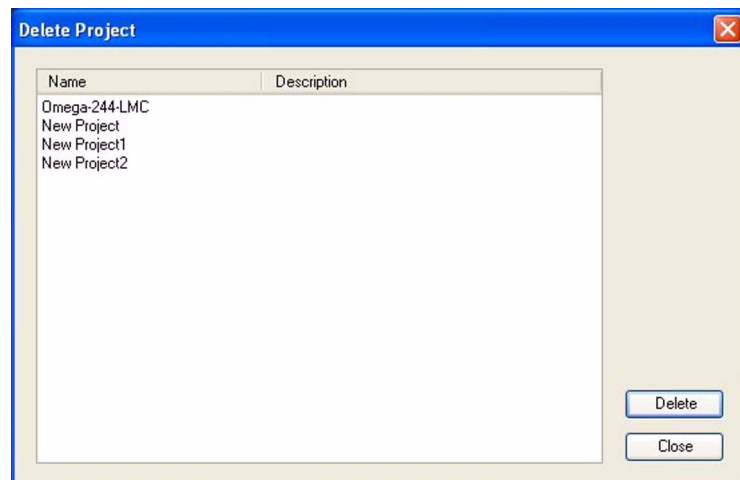 Delete Project
Name Description
Omega-244-LMC
New Project
New Project1
New Project2
Delete
Close